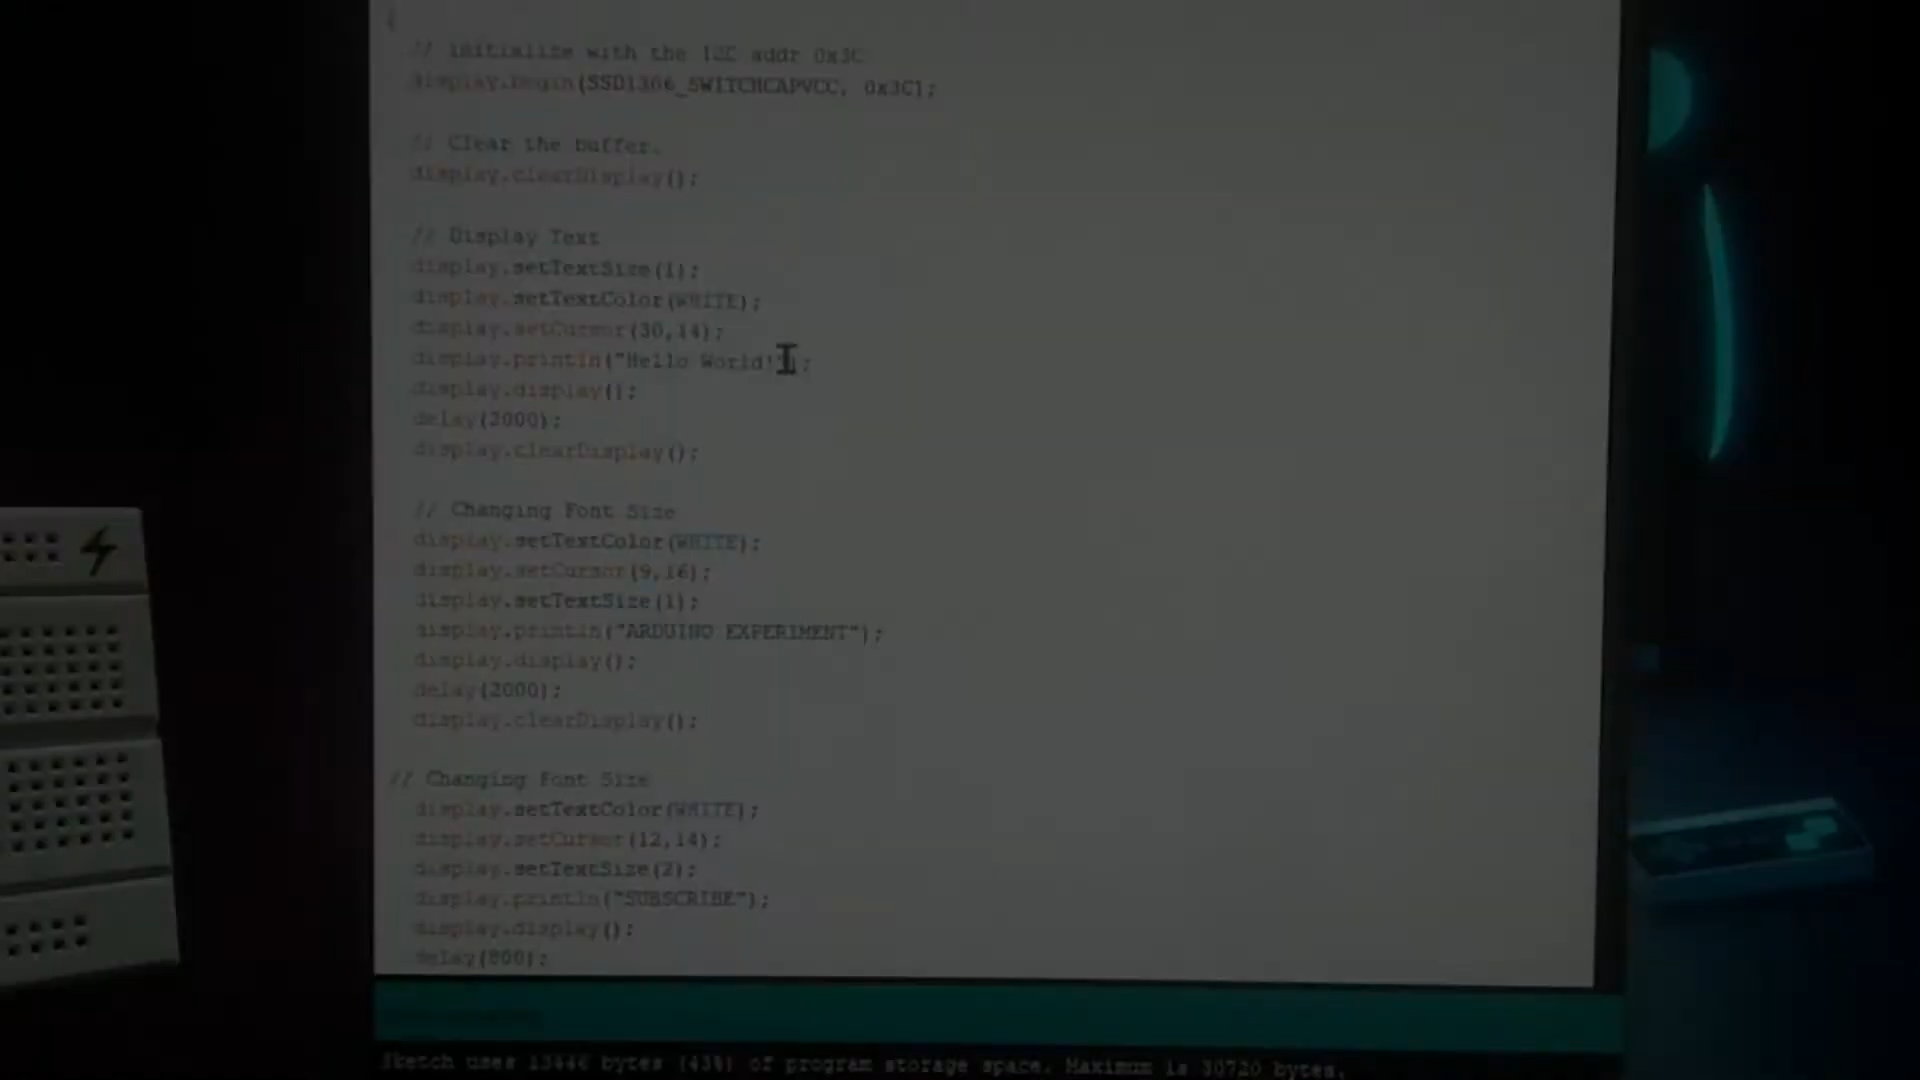 {
// initialize with the I2C addr 0x3C
display.begin(SSD1306_SWITCHCAPVCC, 0x3C);
// Clear the buffer.
display.clearDisplay();
// Display Text
display.setTextSize(1);
display.setTextColor(WHITE);
display.setCursor(30,14);
display.println("Hello World!");
display.display();
delay(2000);
display.clearDisplay();
// Changing Font Size
display.setTextColor(WHITE);
display.setCursor(9,16);
display.setTextSize(1);
display.println("ARDUINO EXPERIMENT");
display.display();
delay(2000);
display.clearDisplay();
// Changing Font Size
display.setTextColor(WHITE);
display.setCursor(12,14);
display.setTextSize(2);
display.println("SUBSCRIBE");
display.display();
delay(800);
Sketch uses 13446 bytes (43%) of program storage space. Maximum is 30720 bytes.